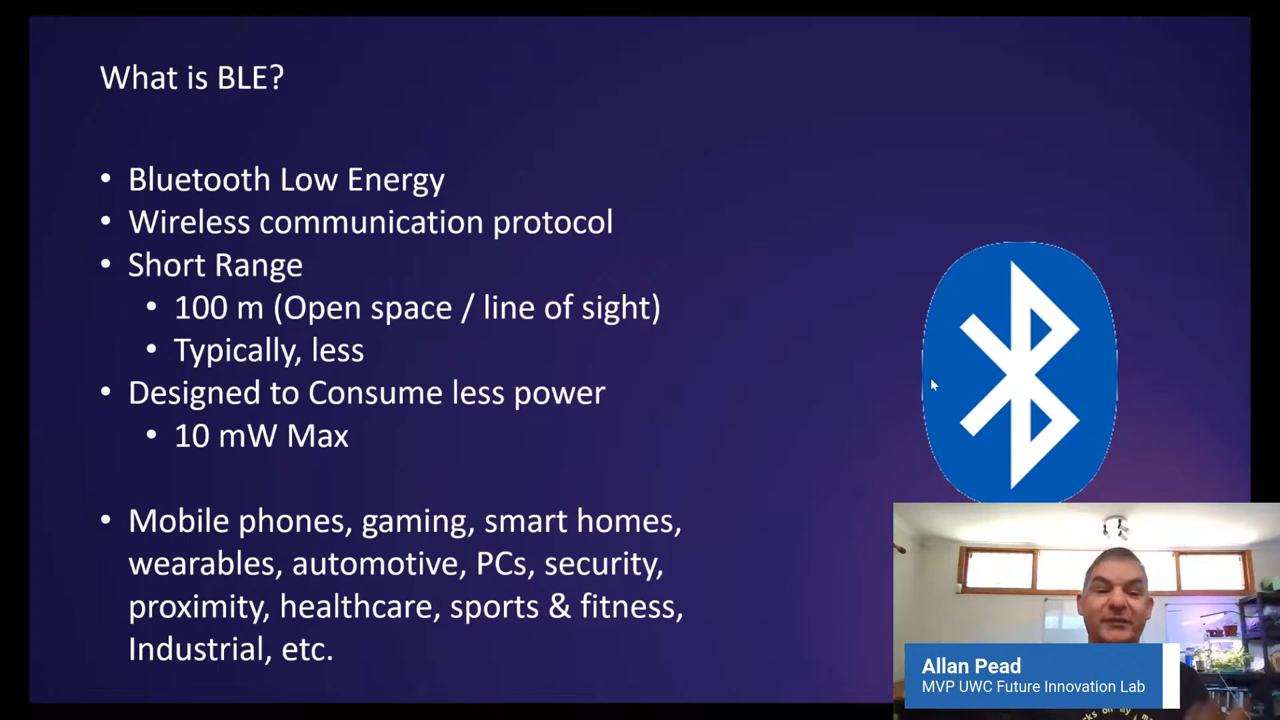 What is BLE?
• Bluetooth Low Energy
• Wireless communication protocol
• Short Range
• 100 m (Open space / line of sight)
• Typically, less
• Designed to Consume less power
• 10 mW Max
• Mobile phones, gaming, smart homes,
wearables, automotive, PCs, security,
proximity, healthcare, sports & fitness,
Industrial, etc.
Allan Pead
MVP UWC Future Innovation Lab